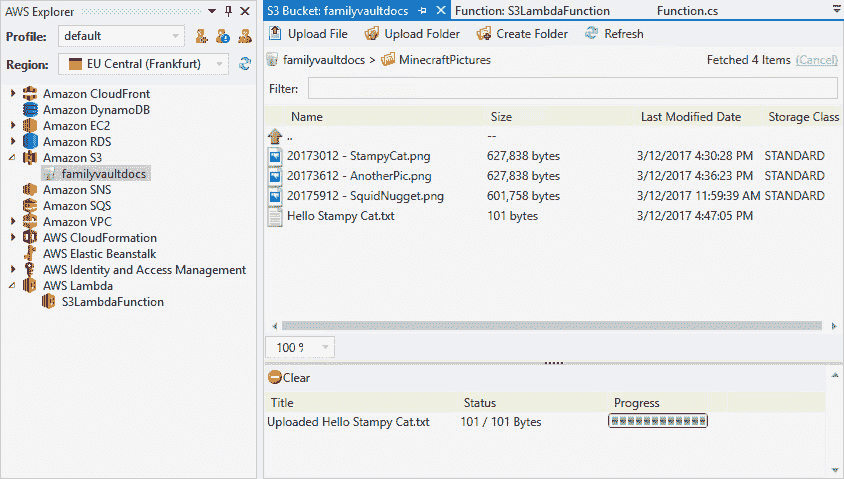 AWS Explorer
Profile: default
Region: EU Central (Frankfurt)
Amazon CloudFront
Amazon DynamoDB
Amazon EC2
Amazon RDS
Amazon S3
familyvaultdocs
Amazon SNS
Amazon SQS
Amazon VPC
AWS CloudFormation
AWS Elastic Beanstalk
AWS Identity and Access Management
AWS Lambda
S3LambdaFunction
S3 Bucket: familyvaultdocs Function: S3LambdaFunction Function.cs
Upload File Upload Folder Create Folder Refresh
familyvaultdocs > MinecraftPictures Fetched 4 Items (Cancel)
Filter:
Name Size Last Modified Date Storage Class
.. --
20173012 - StampyCat.png 627,838 bytes 3/12/2017 4:30:28 PM STANDARD
20173612 - AnotherPic.png 627,838 bytes 3/12/2017 4:36:23 PM STANDARD
20175912 - SquidNugget.png 601,758 bytes 3/12/2017 11:59:39 AM STANDARD
Hello Stampy Cat.txt 101 bytes 3/12/2017 4:47:05 PM
100 %
Clear
Title Status Progress
Uploaded Hello Stampy Cat.txt 101 / 101 Bytes